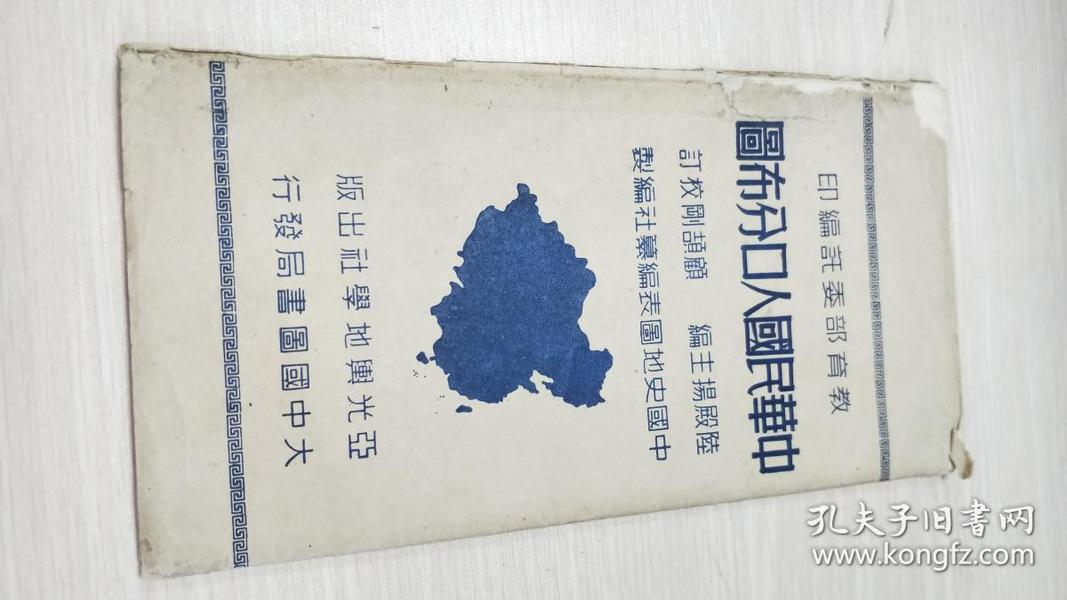 教育部委託編印
中華民國人口分布圖
陸殿揚主編 顧頡剛校訂
中國史地圖表編纂社編製
亞光輿地學社出版
大中國圖書局發行
孔夫子旧书网
www.kongfz.com